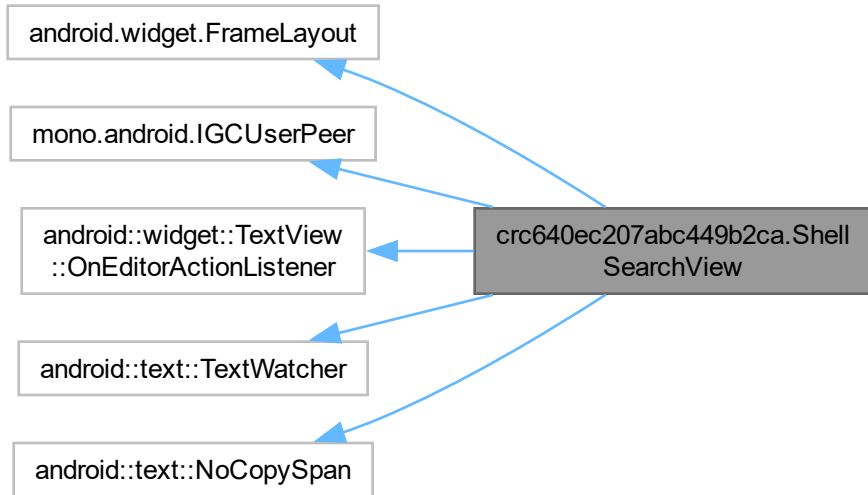 android.widget.FrameLayout
mono.android.IGCUserPeer
android::widget::TextView
::OnEditorActionListener
crc640ec207abc449b2ca.Shell
SearchView
android::text::TextWatcher
android::text::NoCopySpan